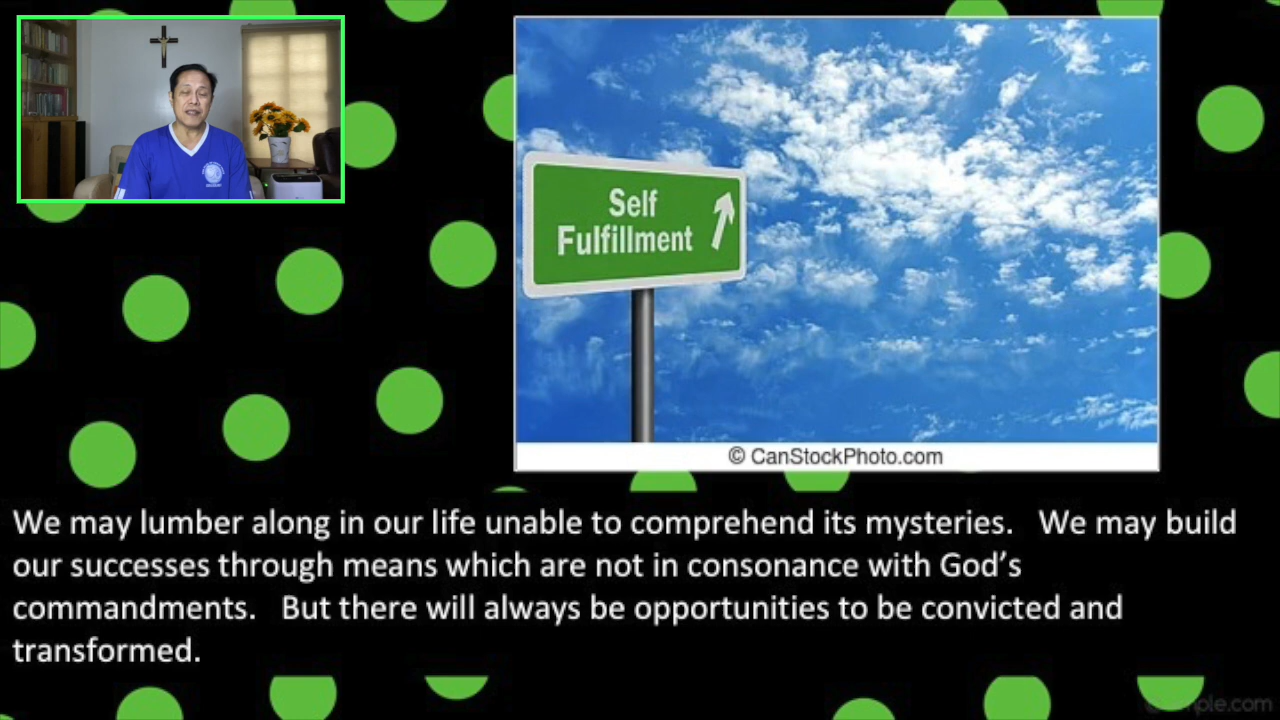 Self
Fulfillment
© CanStockPhoto.com
We may lumber along in our life unable to comprehend its mysteries. We may build
our successes through means which are not in consonance with God’s
commandments. But there will always be opportunities to be convicted and
transformed.